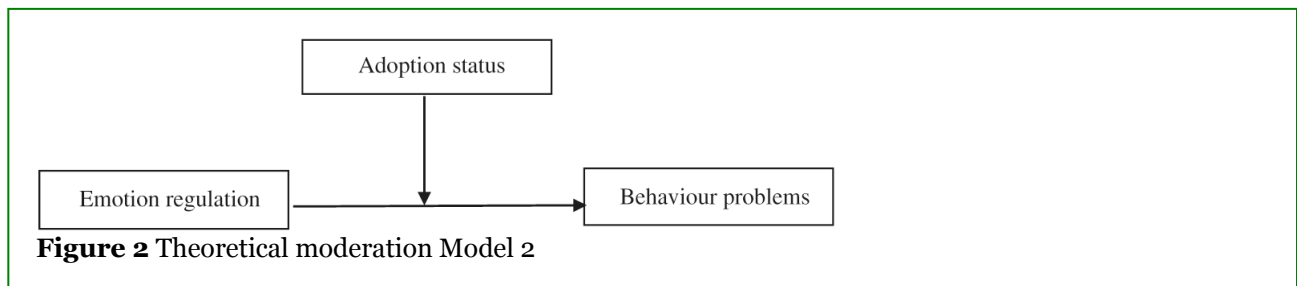 Adoption status
Emotion regulation
Behaviour problems
Figure 2 Theoretical moderation Model 2